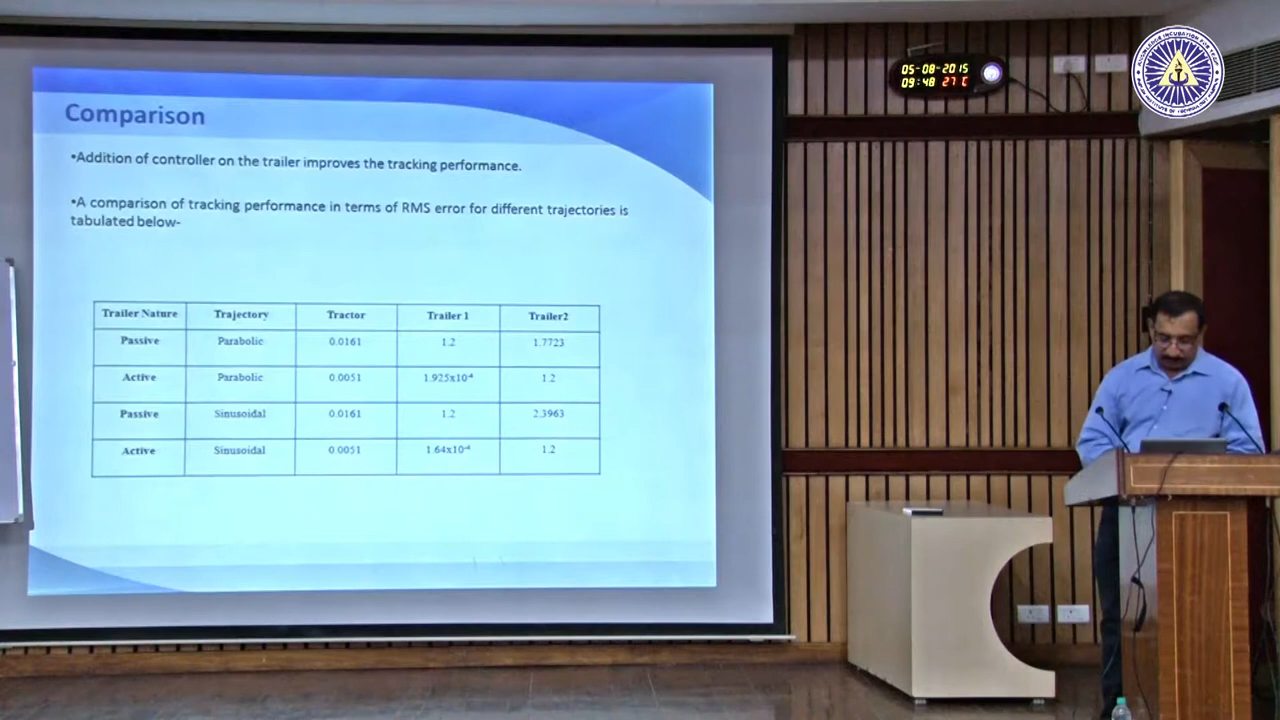 Comparison
•Addition of controller on the trailer improves the tracking performance.
•A comparison of tracking performance in terms of RMS error for different trajectories is
tabulated below-
Trailer Nature Trajectory Tractor Trailer 1 Trailer2
Passive Parabolic 0.0161 1.2 1.7723
Active Parabolic 0.0051 1.925x10⁻⁴ 1.2
Passive Sinusoidal 0.0161 1.2 2.3963
Active Sinusoidal 0.0051 1.64x10⁻⁴ 1.2
05-08-2015
09:48 27 C